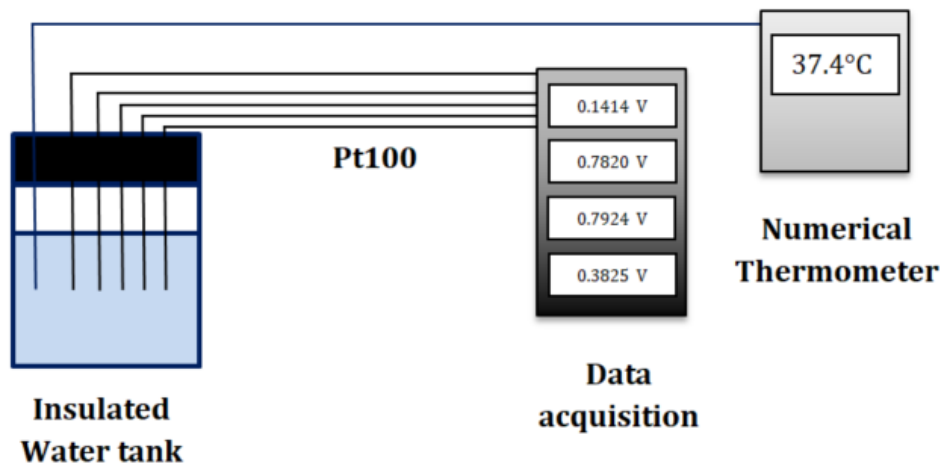 37.4°C
0.1414 V
Pt100
0.7820 V
0.7924 V
0.3825 V
Numerical
Thermometer
Data
acquisition
Insulated
Water tank